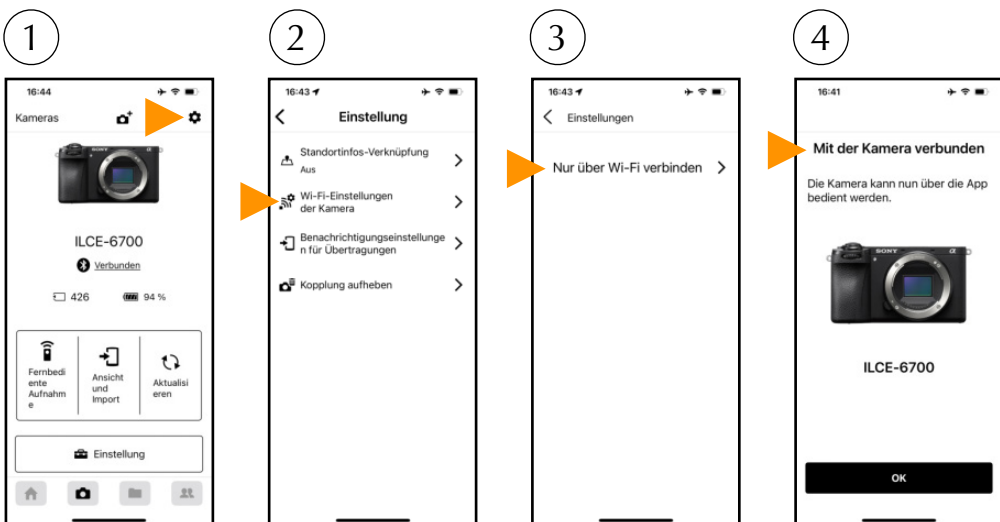 1
16:44
Kameras
SONY
α
ILCE-6700
Verbunden
426
94 %
Fernbedi
ente
Aufnahm
e
Ansicht
und
Import
Aktualisi
eren
Einstellung
2
16:43
Einstellung
Standortinfos-Verknüpfung
Aus
Wi-Fi-Einstellungen
der Kamera
Benachrichtigungseinstellunge
n für Übertragungen
Kopplung aufheben
3
16:43
Einstellungen
Nur über Wi-Fi verbinden
4
16:41
Mit der Kamera verbunden
Die Kamera kann nun über die App
bedient werden.
SONY
α
ILCE-6700
OK